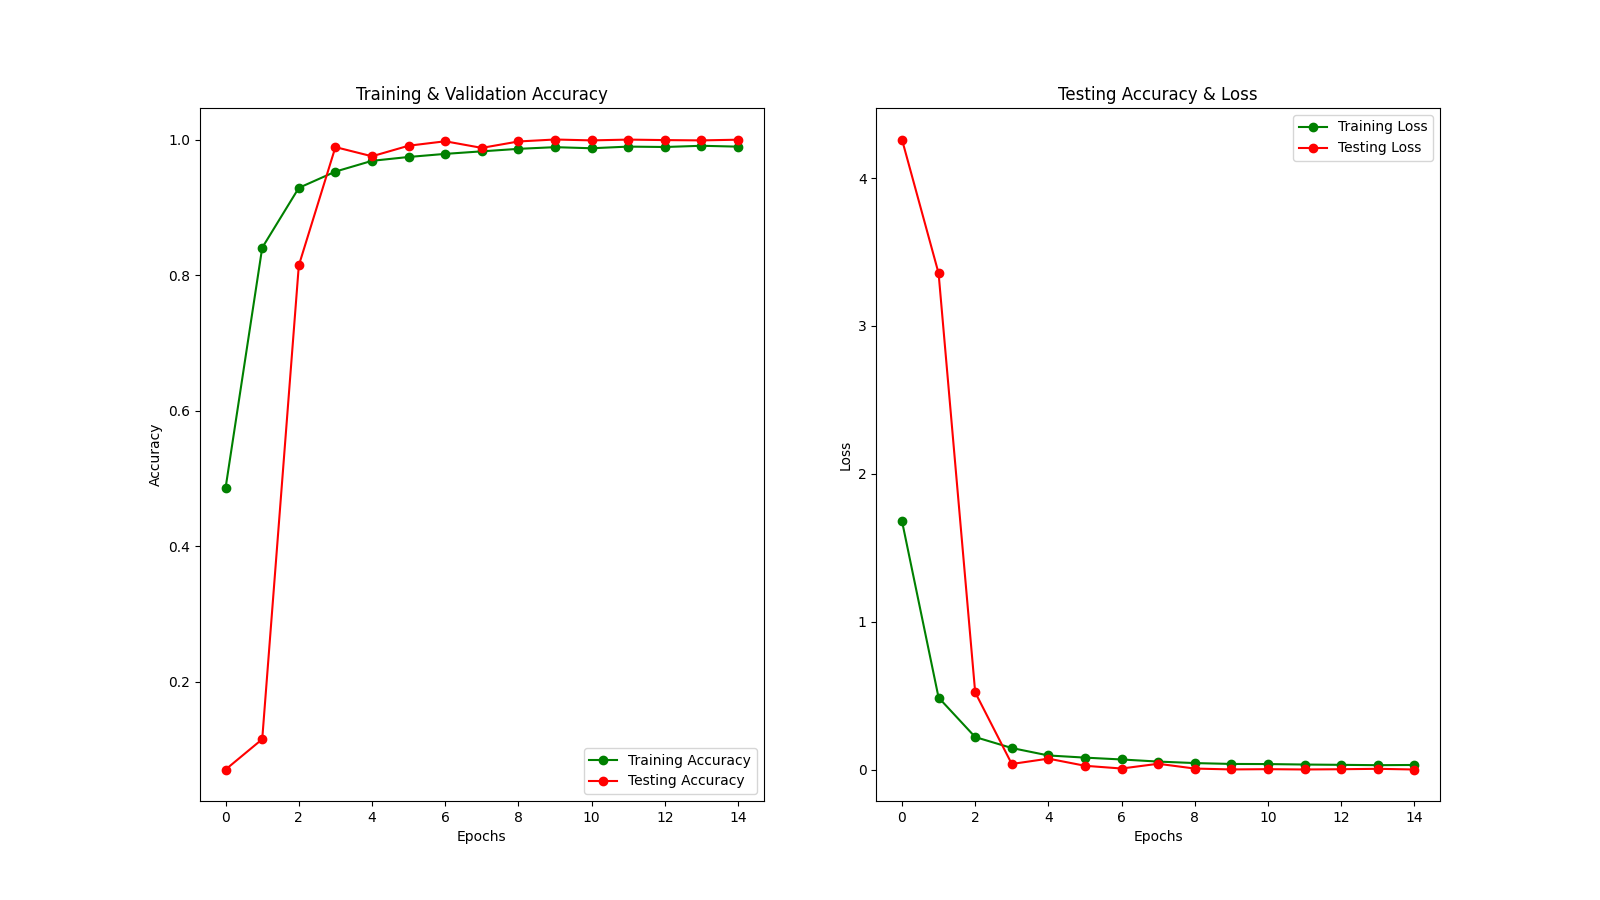 Training & Validation Accuracy
1.0
0.8
0.6
0.4
0.2
Accuracy
0 2 4 6 8 10 12 14
Epochs
Training Accuracy
Testing Accuracy
Testing Accuracy & Loss
4
3
2
1
0
Loss
0 2 4 6 8 10 12 14
Epochs
Training Loss
Testing Loss